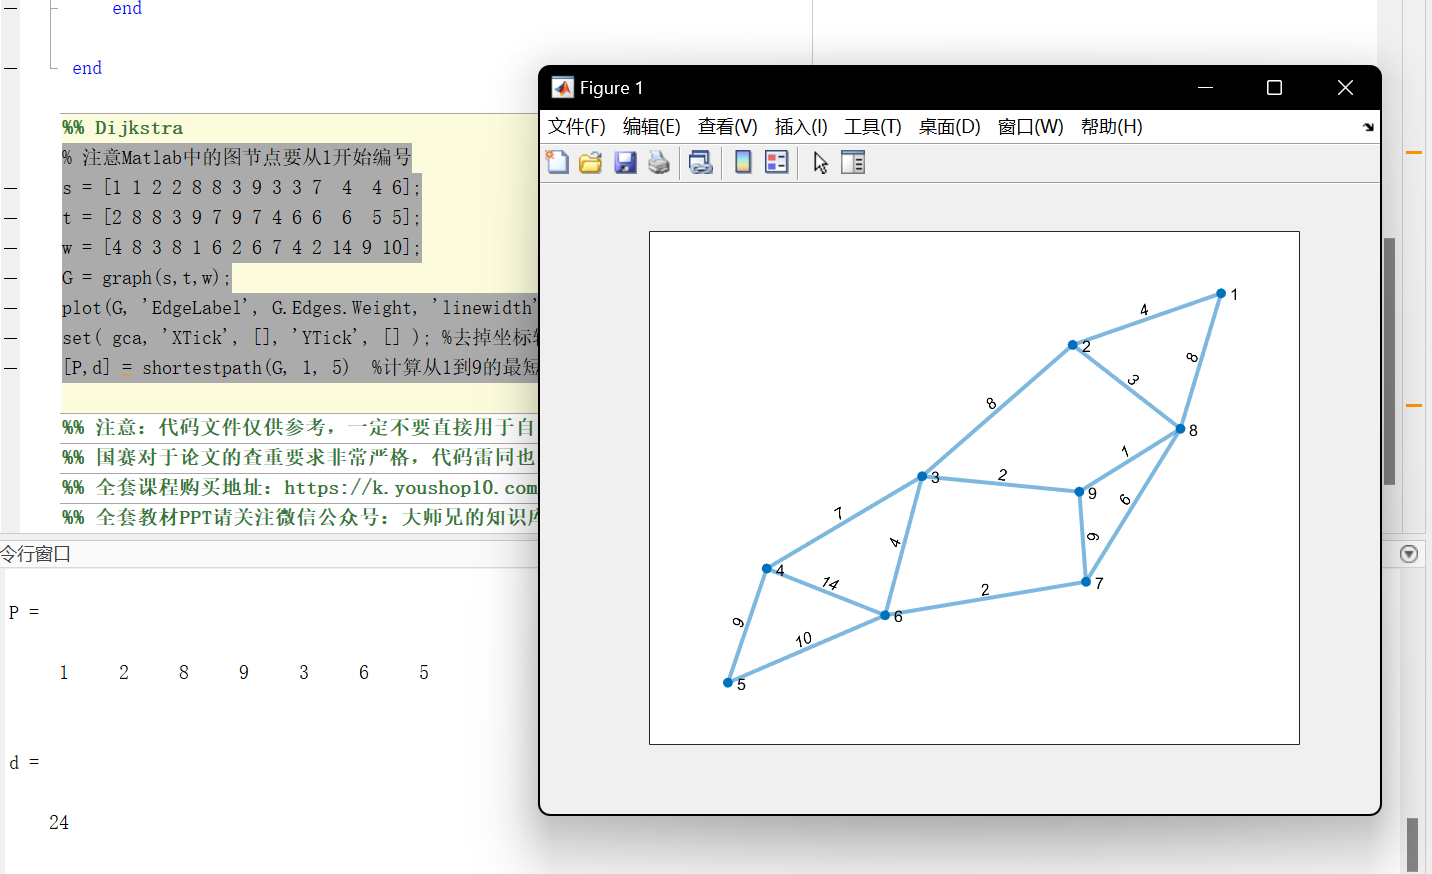 end
end
%% Dijkstra
% 注意Matlab中的图节点要从1开始编号
s = [1 1 2 2 8 8 3 9 3 3 7  4  4 6];
t = [2 8 8 3 9 7 9 7 4 6 6  6  5 5];
w = [4 8 3 8 1 6 2 6 7 4 2 14 9 10];
G = graph(s,t,w);
plot(G, 'EdgeLabel', G.Edges.Weight, 'linewidth'
set( gca, 'XTick', [], 'YTick', [] ); %去掉坐标
[P,d] = shortestpath(G, 1, 5)  %计算从1到9的最短
%% 注意：代码文件仅供参考，一定不要直接用于自
%% 国赛对于论文的查重要求非常严格，代码雷同也
%% 全套课程购买地址：https://k.youshop10.com
%% 全套教材PPT请关注微信公众号：大师兄的知识库
令行窗口
P =
1 2 8 9 3 6 5
d =
24
Figure 1
文件(F) 编辑(E) 查看(V) 插入(I) 工具(T) 桌面(D) 窗口(W) 帮助(H)
1
4
2
8
3
8
8
1
3
2
9
6
7
4
6
4
14
2
7
6
9
10
5